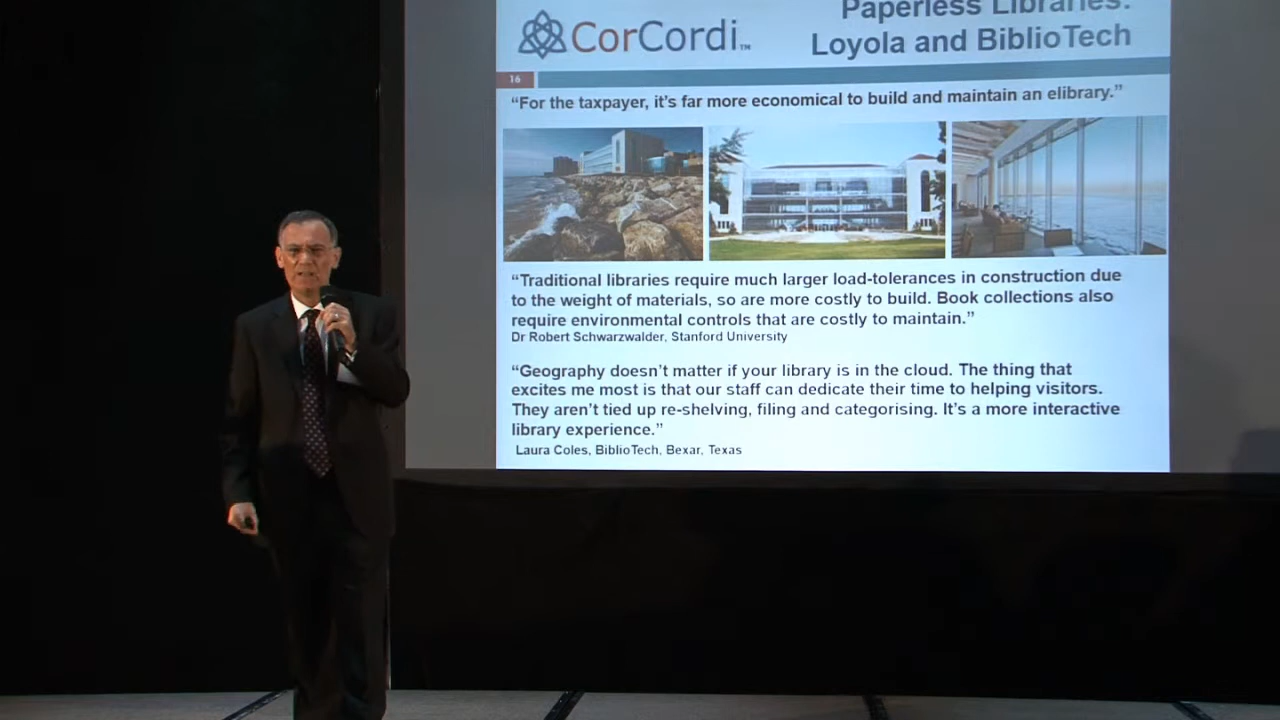 Paperless Libraries:
CorCordi™
Loyola and BiblioTech
16
“For the taxpayer, it’s far more economical to build and maintain an elibrary.”
“Traditional libraries require much larger load-tolerances in construction due
to the weight of materials, so are more costly to build. Book collections also
require environmental controls that are costly to maintain.”
Dr Robert Schwarzwalder, Stanford University
“Geography doesn’t matter if your library is in the cloud. The thing that
excites me most is that our staff can dedicate their time to helping visitors.
They aren’t tied up re-shelving, filing and categorising. It’s a more interactive
library experience.”
Laura Coles, BiblioTech, Bexar, Texas